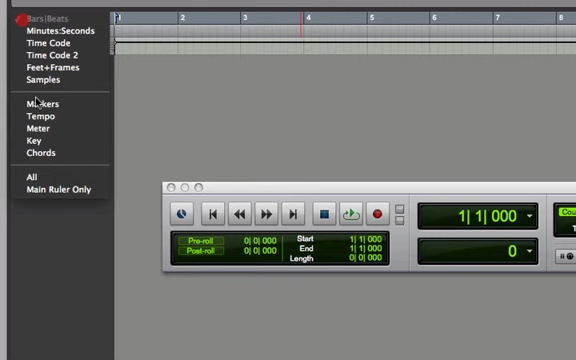 Bars|Beats
Minutes:Seconds
Time Code
Time Code 2
Feet+Frames
Samples
Markers
Tempo
Meter
Key
Chords
All
Main Ruler Only
1 2 3 4 5 6 7 8
Pre-roll 0| 0| 000
Post-roll 0| 0| 000
Start 1| 1| 000
End 1| 1| 000
Length 0| 0| 000
1| 1| 000
0